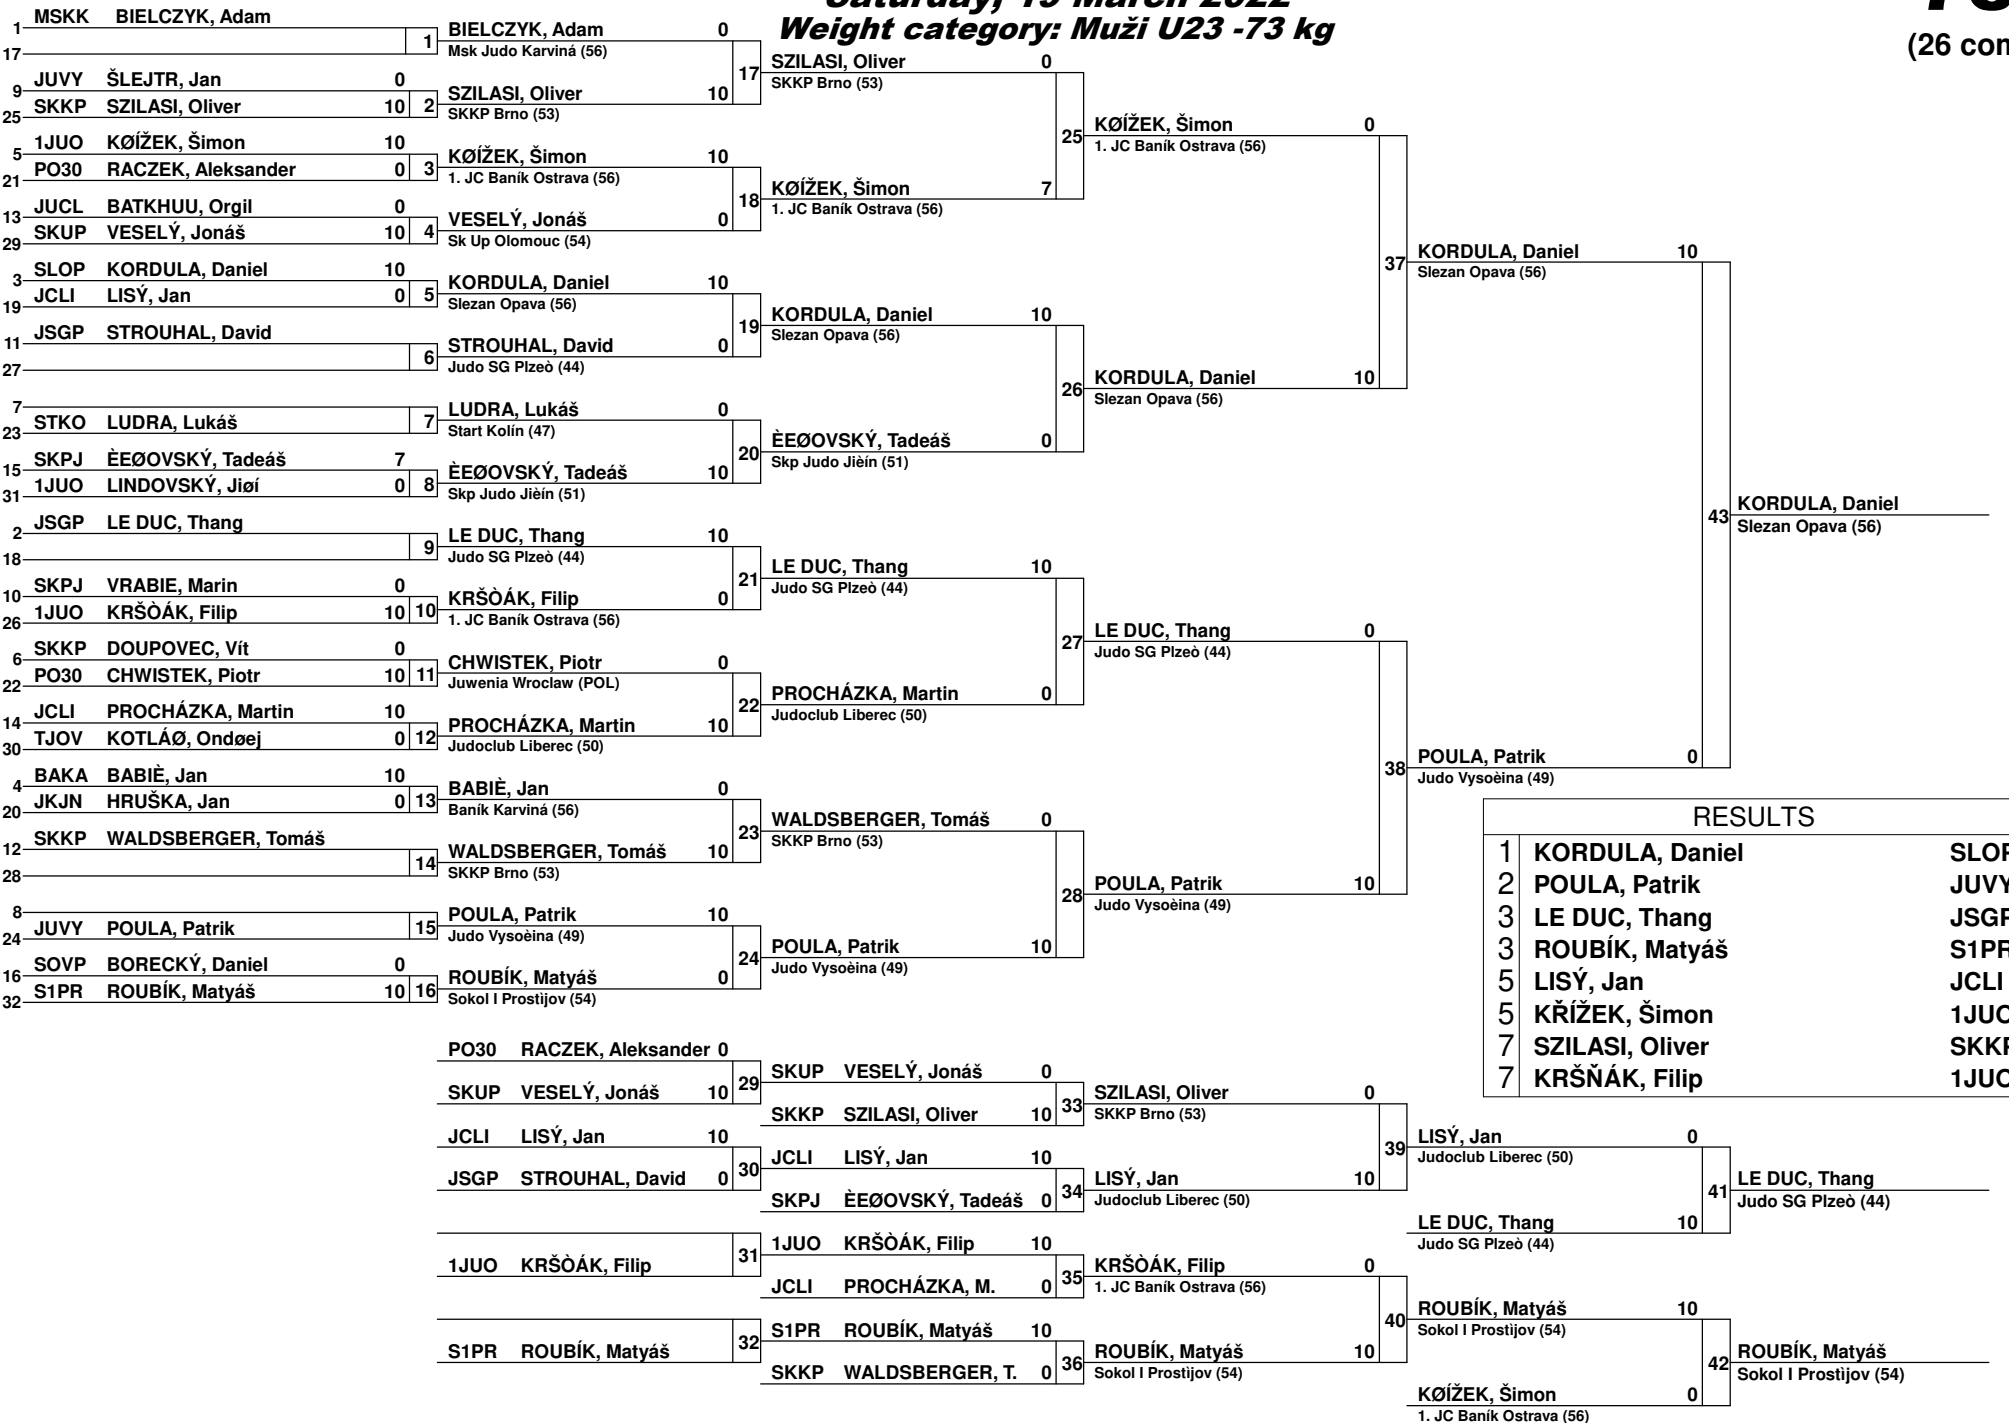 Saturday, 19 March 2022
Weight category: Muži U23 -73 kg
(26 con
1 MSKK BIELCZYK, Adam
17
1
9 JUVY ŠLEJTR, Jan 0
25 SKKP SZILASI, Oliver 10
2
5 1JUO KØÍŽEK, Šimon 10
21 PO30 RACZEK, Aleksander 0
3
13 JUCL BATKHUU, Orgil 0
29 SKUP VESELÝ, Jonáš 10
4
3 SLOP KORDULA, Daniel 10
19 JCLI LISÝ, Jan 0
5
11 JSGP STROUHAL, David
27
6
7
23 STKO LUDRA, Lukáš
7
15 SKPJ ÈEØOVSKÝ, Tadeáš 7
31 1JUO LINDOVSKÝ, Jiøí 0
8
2 JSGP LE DUC, Thang
18
9
10 SKPJ VRABIE, Marin 0
26 1JUO KRŠÒÁK, Filip 10
10
6 SKKP DOUPOVEC, Vít 0
22 PO30 CHWISTEK, Piotr 10
11
14 JCLI PROCHÁZKA, Martin 10
30 TJOV KOTLÁØ, Ondøej 0
12
4 BAKA BABIÈ, Jan 10
20 JKJN HRUŠKA, Jan 0
13
12 SKKP WALDSBERGER, Tomáš
28
14
8
24 JUVY POULA, Patrik
15
16 SOVP BORECKÝ, Daniel 0
32 S1PR ROUBÍK, Matyáš 10
16
BIELCZYK, Adam 0
Msk Judo Karviná (56)
17
SZILASI, Oliver 10
SKKP Brno (53)
KØÍŽEK, Šimon 10
1. JC Baník Ostrava (56)
18
VESELÝ, Jonáš 0
Sk Up Olomouc (54)
KORDULA, Daniel 10
Slezan Opava (56)
19
STROUHAL, David 0
Judo SG Plzeò (44)
LUDRA, Lukáš 0
Start Kolín (47)
20
ÈEØOVSKÝ, Tadeáš 10
Skp Judo Jièín (51)
LE DUC, Thang 10
Judo SG Plzeò (44)
21
KRŠÒÁK, Filip 0
1. JC Baník Ostrava (56)
CHWISTEK, Piotr 0
Juwenia Wroclaw (POL)
22
PROCHÁZKA, Martin 10
Judoclub Liberec (50)
BABIÈ, Jan 0
Baník Karviná (56)
23
WALDSBERGER, Tomáš 10
SKKP Brno (53)
POULA, Patrik 10
Judo Vysoèina (49)
24
ROUBÍK, Matyáš 0
Sokol I Prostìjov (54)
SZILASI, Oliver 0
SKKP Brno (53)
25
KØÍŽEK, Šimon 7
1. JC Baník Ostrava (56)
KORDULA, Daniel 10
Slezan Opava (56)
26
ÈEØOVSKÝ, Tadeáš 0
Skp Judo Jièín (51)
LE DUC, Thang 10
Judo SG Plzeò (44)
27
PROCHÁZKA, Martin 0
Judoclub Liberec (50)
WALDSBERGER, Tomáš 0
SKKP Brno (53)
28
POULA, Patrik 10
Judo Vysoèina (49)
KØÍŽEK, Šimon 0
1. JC Baník Ostrava (56)
37
KORDULA, Daniel 10
Slezan Opava (56)
LE DUC, Thang 0
Judo SG Plzeò (44)
38
POULA, Patrik 10
Judo Vysoèina (49)
KORDULA, Daniel 10
Slezan Opava (56)
43
POULA, Patrik 0
Judo Vysoèina (49)
KORDULA, Daniel
Slezan Opava (56)
RESULTS
1 KORDULA, Daniel SLOP
2 POULA, Patrik JUVY
3 LE DUC, Thang JSGP
3 ROUBÍK, Matyáš S1PR
5 LISÝ, Jan JCLI
5 KŘÍŽEK, Šimon 1JUO
7 SZILASI, Oliver SKKP
7 KRŠŇÁK, Filip 1JUO
PO30 RACZEK, Aleksander 0
29
SKUP VESELÝ, Jonáš 10
JCLI LISÝ, Jan 10
30
JSGP STROUHAL, David 0
31
1JUO KRŠÒÁK, Filip
32
S1PR ROUBÍK, Matyáš
SKUP VESELÝ, Jonáš 0
33
SKKP SZILASI, Oliver 10
JCLI LISÝ, Jan 10
34
SKPJ ÈEØOVSKÝ, Tadeáš 0
1JUO KRŠÒÁK, Filip 10
35
JCLI PROCHÁZKA, M. 0
S1PR ROUBÍK, Matyáš 10
36
SKKP WALDSBERGER, T. 0
SZILASI, Oliver 0
SKKP Brno (53)
39
LISÝ, Jan 10
Judoclub Liberec (50)
KRŠÒÁK, Filip 0
1. JC Baník Ostrava (56)
40
ROUBÍK, Matyáš 10
Sokol I Prostìjov (54)
LISÝ, Jan 0
Judoclub Liberec (50)
41
LE DUC, Thang 10
Judo SG Plzeò (44)
ROUBÍK, Matyáš 10
Sokol I Prostìjov (54)
42
KØÍŽEK, Šimon 0
1. JC Baník Ostrava (56)
LE DUC, Thang
Judo SG Plzeò (44)
ROUBÍK, Matyáš
Sokol I Prostìjov (54)